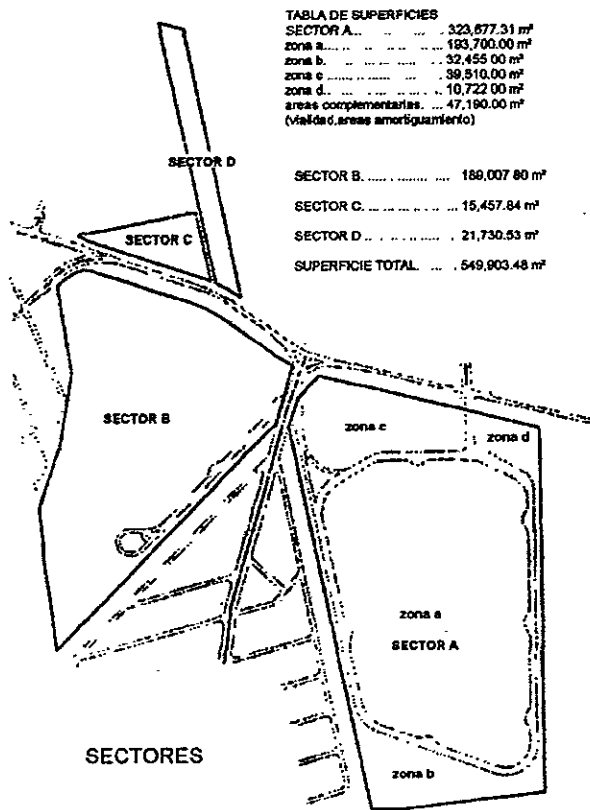 TABLA DE SUPERFICIES
SECTOR A... .. ... . 323,677.31 m²
zona a.... .. .. .. .. ... 193,700.00 m²
zona b. ... .. ... . ... 32,455 00 m²
zona c ........ ...... ... 39,610.00 m²
zona d.. ... .. ... . .. 10,722 00 m²
areas complementarias. ... 47,190.00 m²
(vialidad,areas amortiguamiento)
SECTOR B. ..... . ........ ... 189,007 80 m²
SECTOR C. ... ... .. ... ... 15,457.84 m²
SECTOR D .. .... .. ..... .. 21,730.53 m²
SUPERFICIE TOTAL. ... . 549,903.48 m²
SECTOR D
SECTOR C
SECTOR B
zona c
zona d
zona a
SECTOR A
SECTORES
zona b